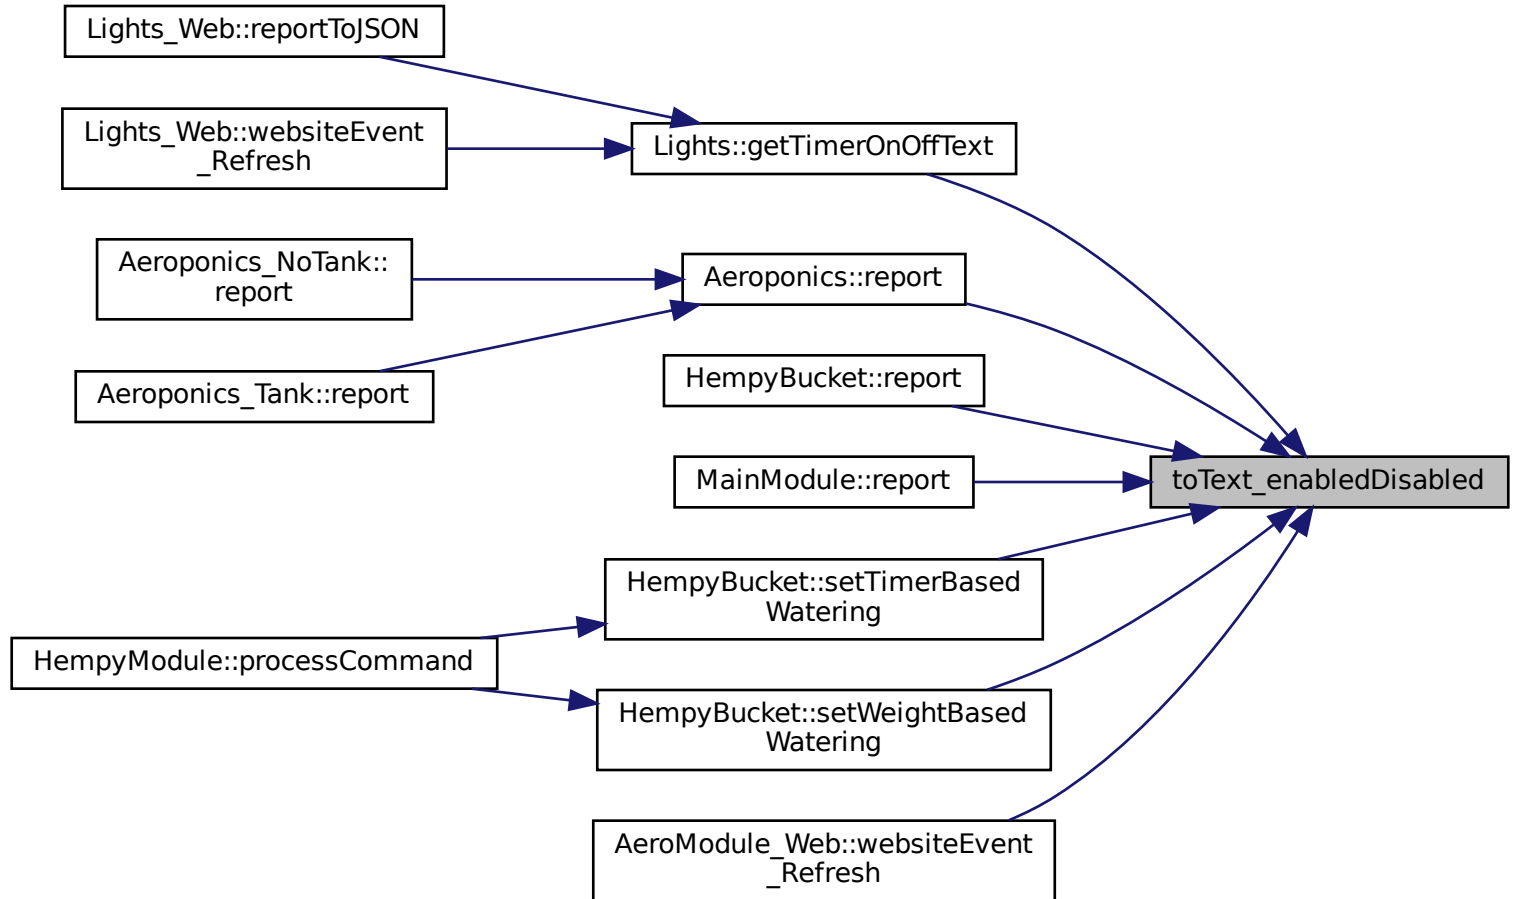 Lights_Web::reportToJSON
Lights_Web::websiteEvent
_Refresh
Lights::getTimerOnOffText
Aeroponics_NoTank::
report
Aeroponics::report
Aeroponics_Tank::report
HempyBucket::report
MainModule::report
toText_enabledDisabled
HempyBucket::setTimerBased
Watering
HempyModule::processCommand
HempyBucket::setWeightBased
Watering
AeroModule_Web::websiteEvent
_Refresh